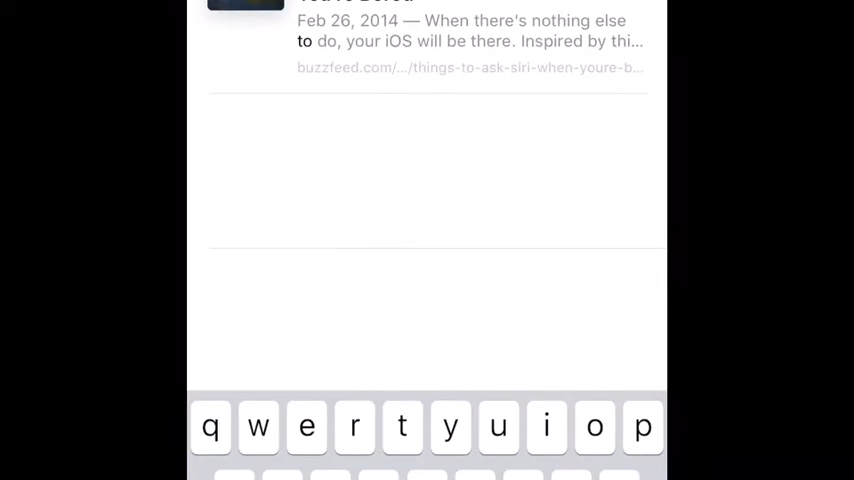 Feb 26, 2014 — When there's nothing else
to do, your iOS will be there. Inspired by thi...
buzzfeed.com/.../things-to-ask-siri-when-youre-b...
q w e r t y u i o p